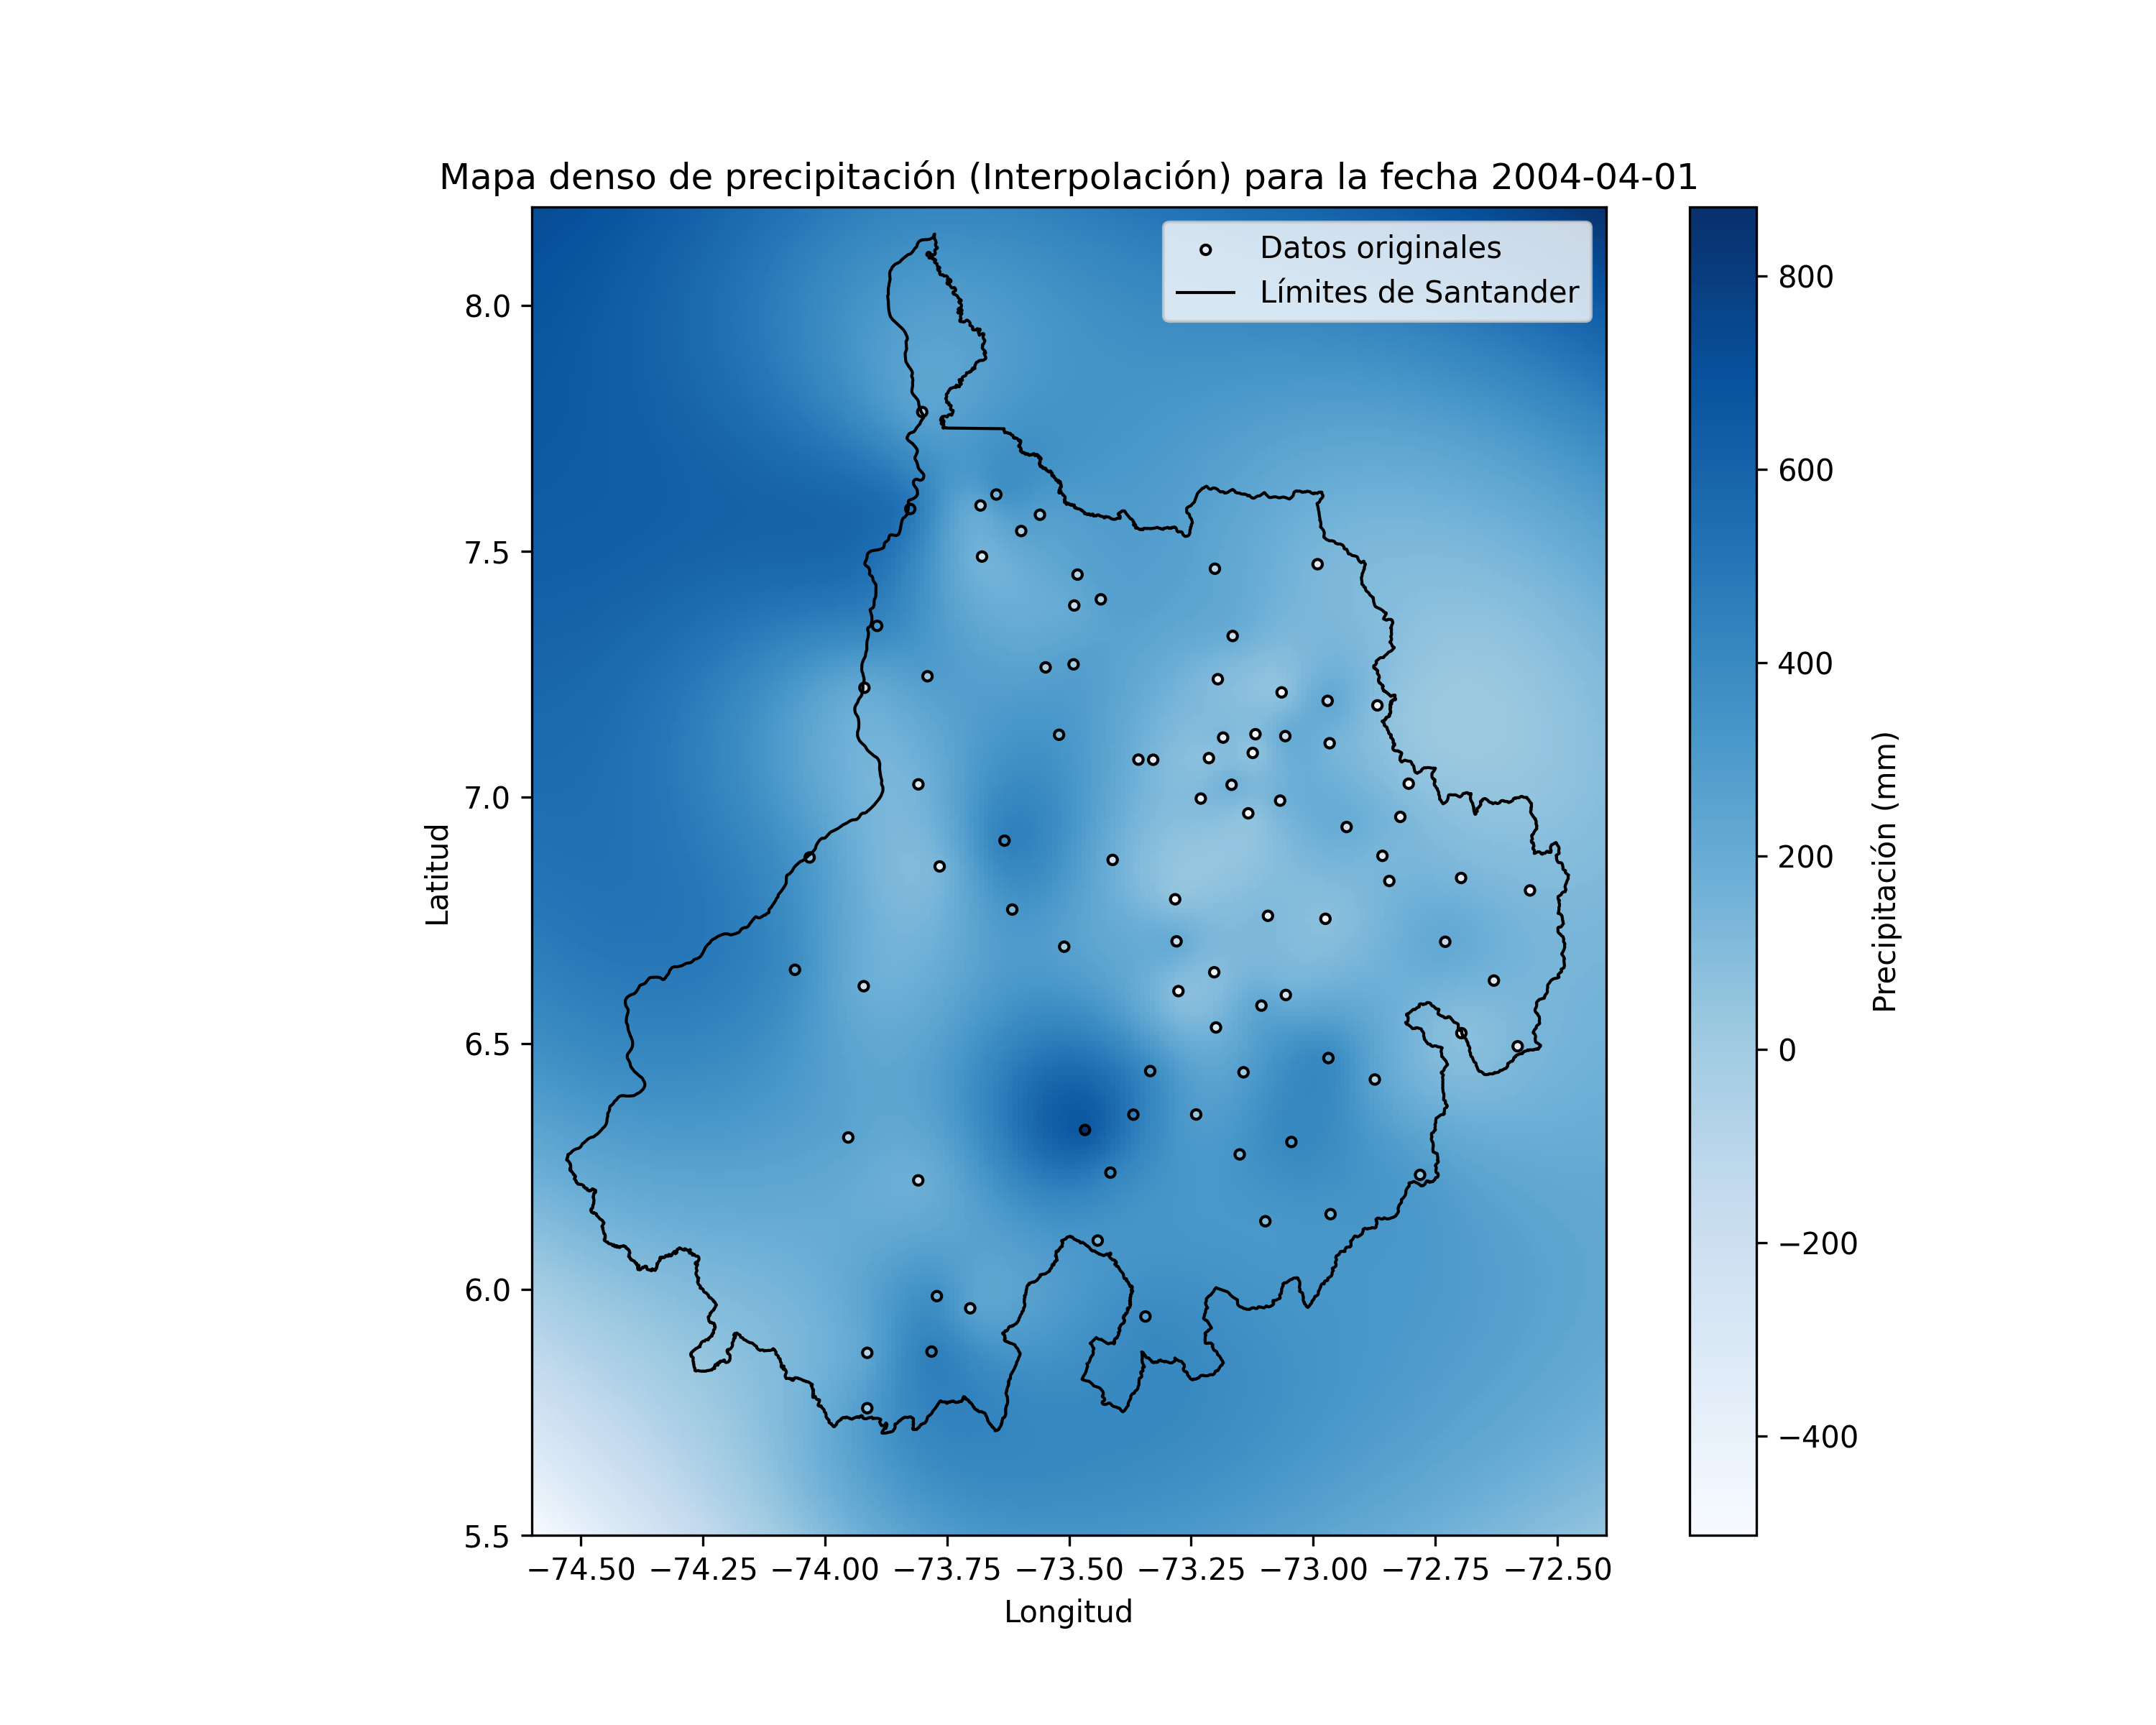 Mapa denso de precipitación (Interpolación) para la fecha 2004-04-01
Datos originales
Límites de Santander
8.0
7.5
7.0
6.5
6.0
5.5
Latitud
−74.50 −74.25 −74.00 −73.75 −73.50 −73.25 −73.00 −72.75 −72.50
Longitud
800
600
400
200
0
−200
−400
Precipitación (mm)